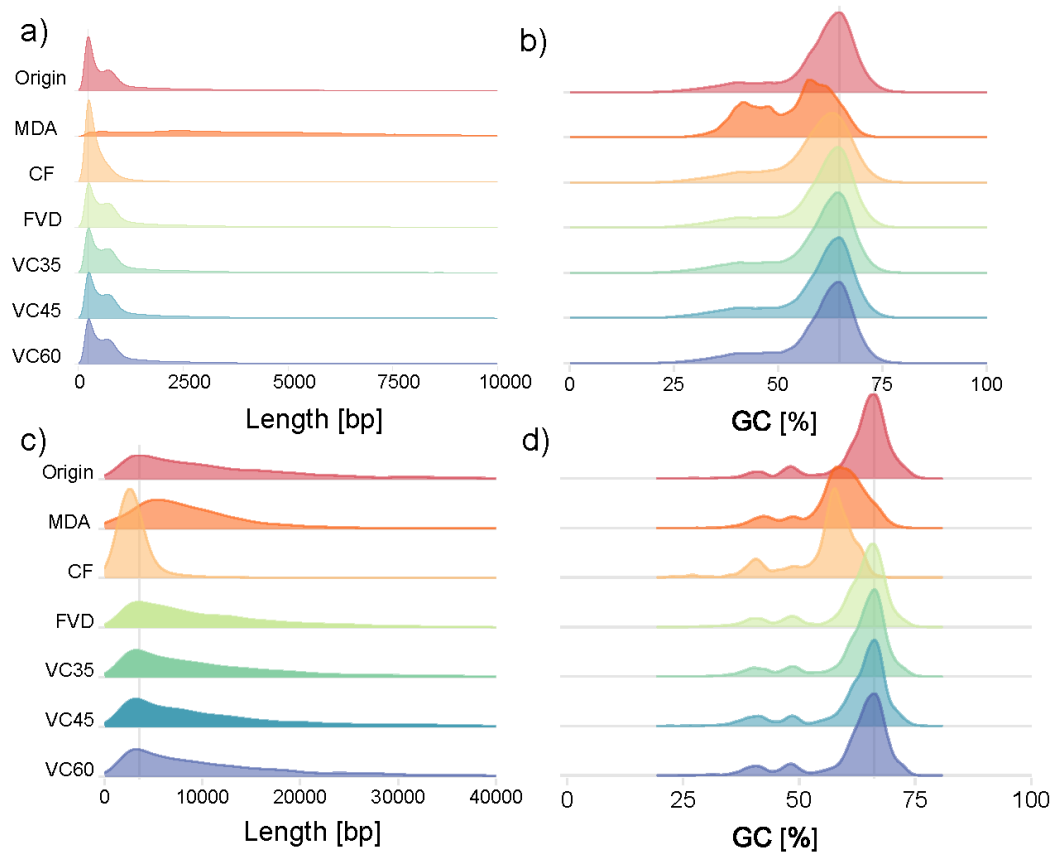 a)
Origin
MDA
CF
FVD
VC35
VC45
VC60
0 2500 5000 7500 10000
Length [bp]
b)
0 25 50 75 100
GC [%]
c)
Origin
MDA
CF
FVD
VC35
VC45
VC60
0 10000 20000 30000 40000
Length [bp]
d)
0 25 50 75 100
GC [%]